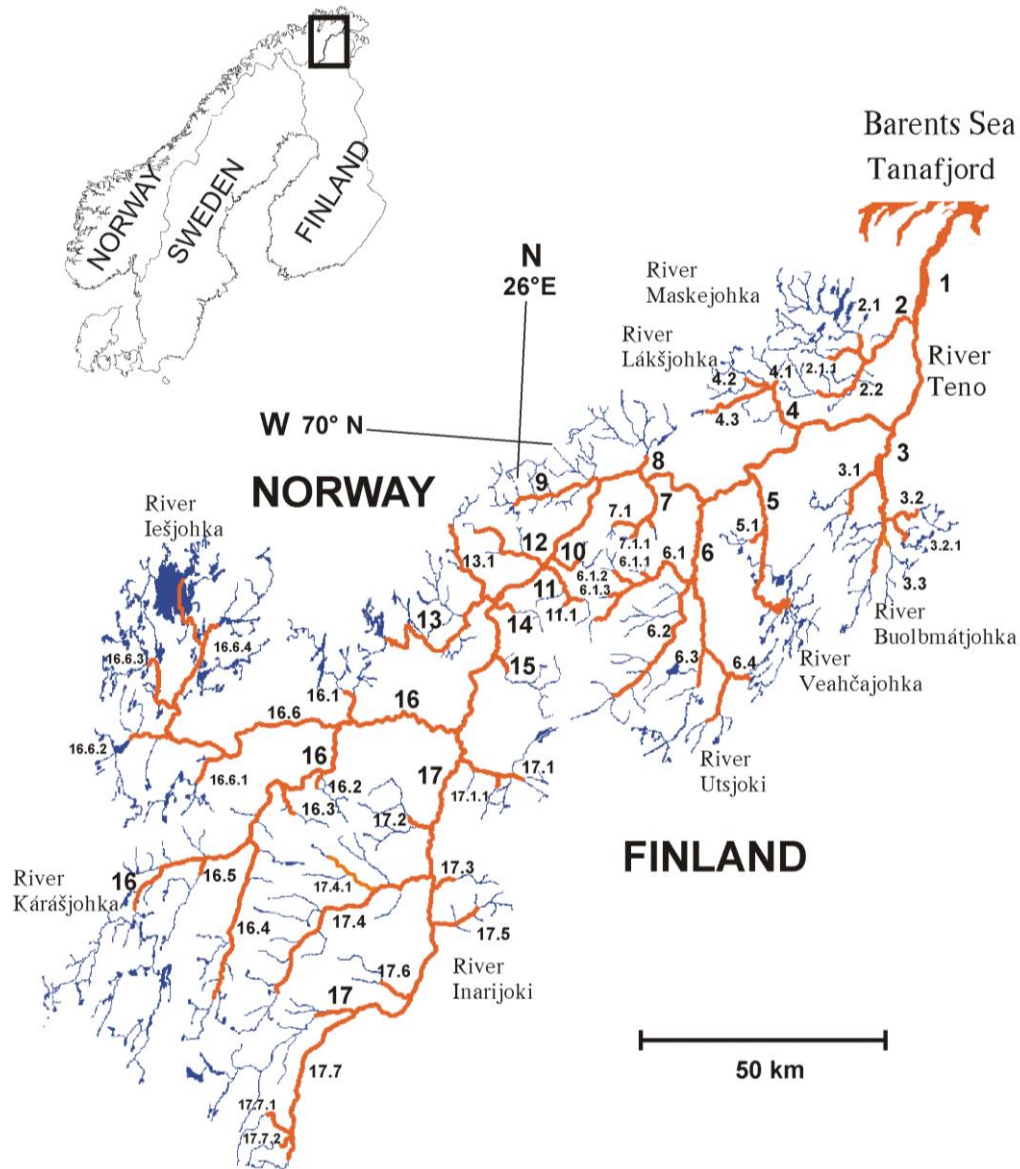 NORWAY
SWEDEN
FINLAND
Barents Sea
Tanafjord
N
26°E
W 70° N
River
Maskejohka
River
Lákšjohka
River
Teno
1
2
2.1
2.1.1
2.2
4.1
4.2
4.3
4
3
3.1
3.2
3.2.1
3.3
River
Buolbmátjohka
5
5.1
River
Veahčajohka
NORWAY
8
9
7
7.1
7.1.1
6
6.1
6.1.1
6.1.2
6.1.3
6.2
6.3
6.4
River
Utsjoki
10
11
11.1
12
13.1
13
14
15
River
Iešjohka
16.6.3
16.6.4
16.1
16
16.6
16.6.2
16.6.1
16
16.2
16.3
17
17.1
17.1.1
17.2
FINLAND
River
Kárášjohka
16
16.5
16.4
17.4.1
17.4
17.3
17.5
River
Inarijoki
17.6
17
17.7
17.7.1
17.7.2
50 km